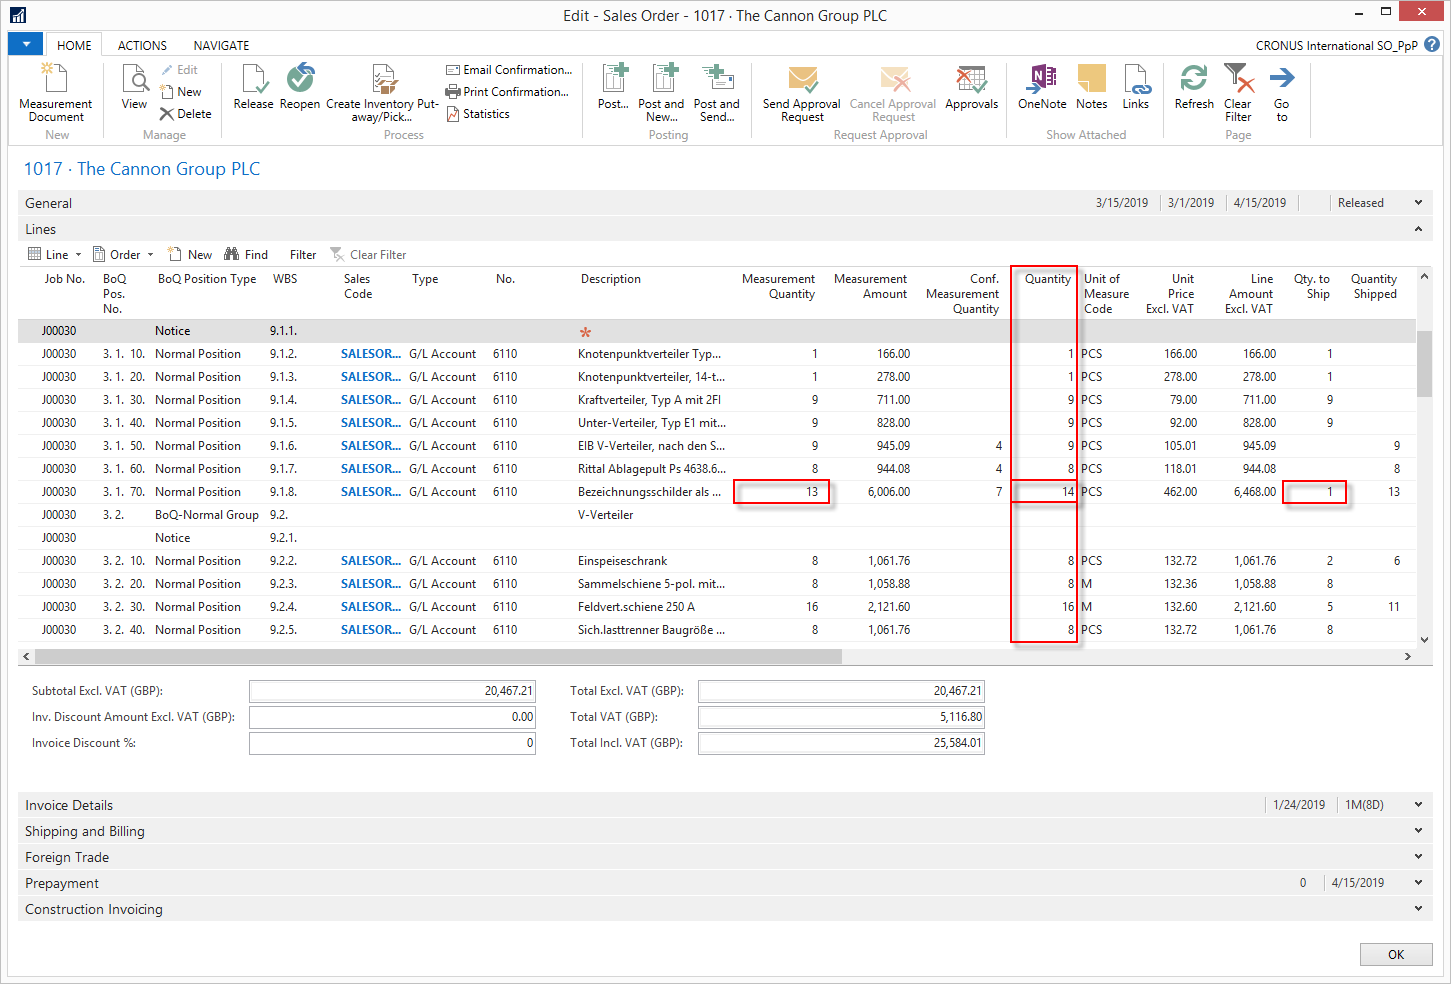 Edit - Sales Order - 1017 · The Cannon Group PLC
HOME ACTIONS NAVIGATE CRONUS International SO_PpP
Measurement Document
View
Edit
New
Delete
Release
Reopen
Create Inventory Put-away/Pick...
Email Confirmation...
Print Confirmation...
Statistics
Post...
Post and New...
Post and Send...
Send Approval Request
Cancel Approval Request
Approvals
OneNote
Notes
Links
Refresh
Clear Filter
Go to
New Manage Process Posting Request Approval Show Attached Page
1017 · The Cannon Group PLC
General 3/15/2019 3/1/2019 4/15/2019 Released
Lines
Line Order New Find Filter Clear Filter
Job No. BoQ Pos. No. BoQ Position Type WBS Sales Code Type No. Description Measurement Quantity Measurement Amount Conf. Measurement Quantity Quantity Unit of Measure Code Unit Price Excl. VAT Line Amount Excl. VAT Qty. to Ship Quantity Shipped
J00030 Notice 9.1.1. *
J00030 3. 1. 10. Normal Position 9.1.2. SALESOR... G/L Account 6110 Knotenpunktverteiler Typ... 1 166.00 1 PCS 166.00 166.00 1
J00030 3. 1. 20. Normal Position 9.1.3. SALESOR... G/L Account 6110 Knotenpunktverteiler, 14-t... 1 278.00 1 PCS 278.00 278.00 1
J00030 3. 1. 30. Normal Position 9.1.4. SALESOR... G/L Account 6110 Kraftverteiler, Typ A mit 2Fl 9 711.00 9 PCS 79.00 711.00 9
J00030 3. 1. 40. Normal Position 9.1.5. SALESOR... G/L Account 6110 Unter-Verteiler, Typ E1 mit... 9 828.00 9 PCS 92.00 828.00 9
J00030 3. 1. 50. Normal Position 9.1.6. SALESOR... G/L Account 6110 EIB V-Verteiler, nach den S... 9 945.09 4 9 PCS 105.01 945.09 9
J00030 3. 1. 60. Normal Position 9.1.7. SALESOR... G/L Account 6110 Rittal Ablagepult Ps 4638.6... 8 944.08 4 8 PCS 118.01 944.08 8
J00030 3. 1. 70. Normal Position 9.1.8. SALESOR... G/L Account 6110 Bezeichnungsschilder als ... 13 6,006.00 7 14 PCS 462.00 6,468.00 1 13
J00030 3. 2. BoQ-Normal Group 9.2. V-Verteiler
J00030 Notice 9.2.1.
J00030 3. 2. 10. Normal Position 9.2.2. SALESOR... G/L Account 6110 Einspeiseschrank 8 1,061.76 8 PCS 132.72 1,061.76 2 6
J00030 3. 2. 20. Normal Position 9.2.3. SALESOR... G/L Account 6110 Sammelschiene 5-pol. mit... 8 1,058.88 8 M 132.36 1,058.88 8
J00030 3. 2. 30. Normal Position 9.2.4. SALESOR... G/L Account 6110 Feldvert.schiene 250 A 16 2,121.60 16 M 132.60 2,121.60 5 11
J00030 3. 2. 40. Normal Position 9.2.5. SALESOR... G/L Account 6110 Sich.lasttrenner Baugröße ... 8 1,061.76 8 PCS 132.72 1,061.76 8
Subtotal Excl. VAT (GBP): 20,467.21 Total Excl. VAT (GBP): 20,467.21
Inv. Discount Amount Excl. VAT (GBP): 0.00 Total VAT (GBP): 5,116.80
Invoice Discount %: 0 Total Incl. VAT (GBP): 25,584.01
Invoice Details 1/24/2019 1M(8D)
Shipping and Billing
Foreign Trade
Prepayment 0 4/15/2019
Construction Invoicing
OK